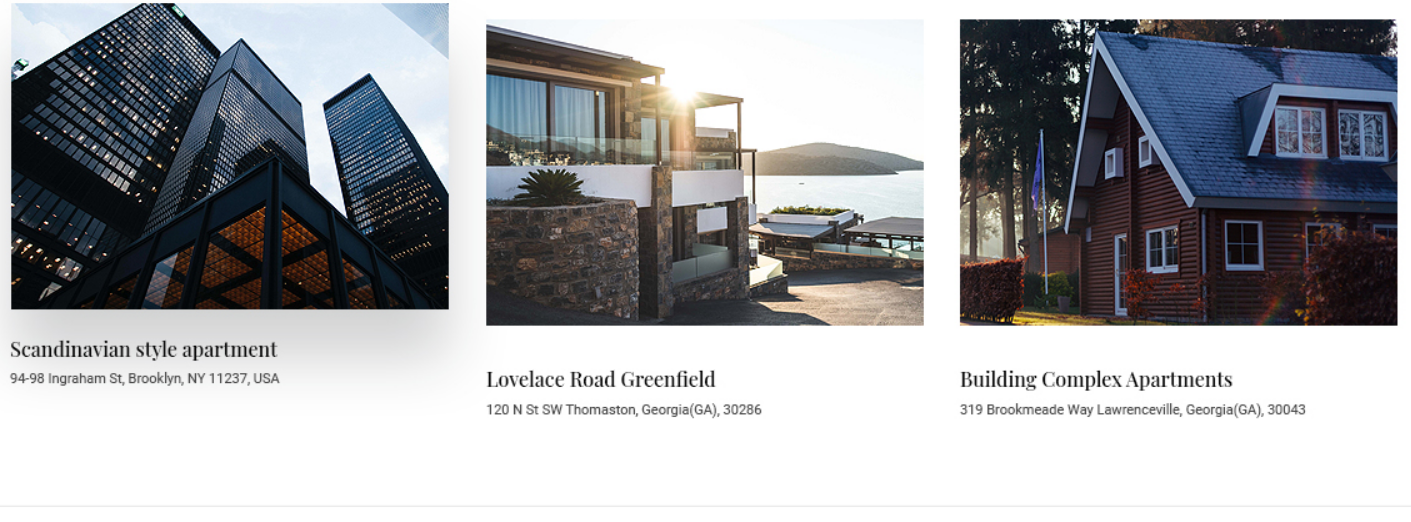 Scandinavian style apartment
94-98 Ingraham St, Brooklyn, NY 11237, USA
Lovelace Road Greenfield
120 N St SW Thomaston, Georgia(GA), 30286
Building Complex Apartments
319 Brookmeade Way Lawrenceville, Georgia(GA), 30043